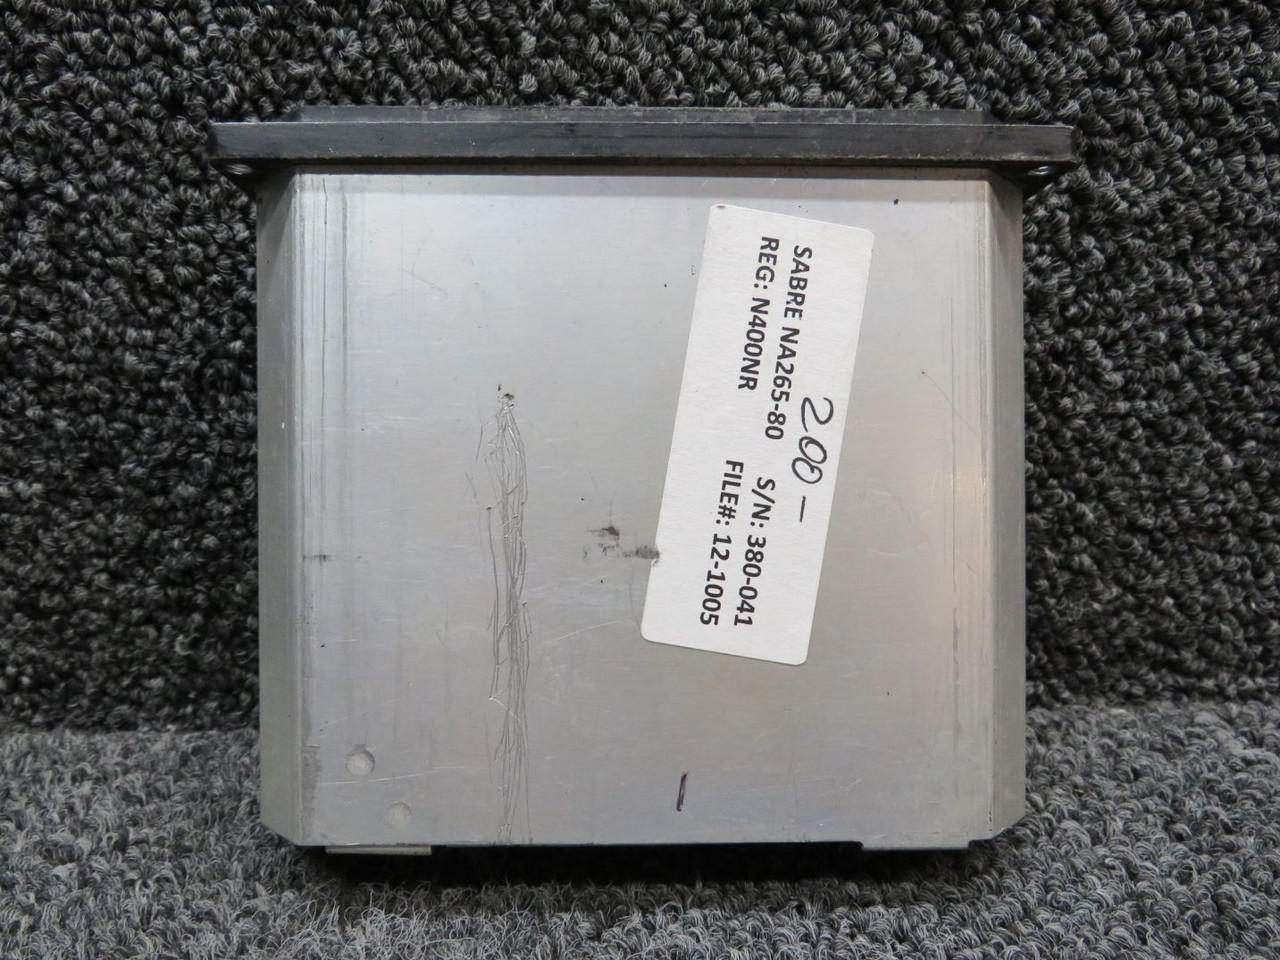 200-
SABRE NA265-80 S/N: 380-041
REG: N400NR FILE#: 12-1005